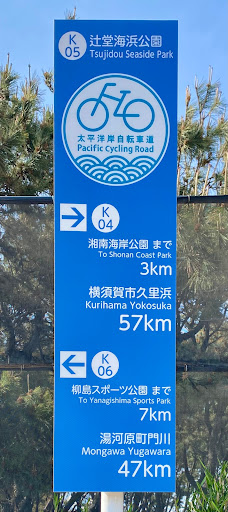 K
05
辻堂海浜公園
Tsujidou Seaside Park
太平洋岸自転車道
Pacific Cycling Road
K
04
湘南海岸公園 まで
To Shonan Coast Park
3km
横須賀市久里浜
Kurihama Yokosuka
57km
K
06
柳島スポーツ公園 まで
To Yanagishima Sports Park
7km
湯河原町門川
Mongawa Yugawara
47km